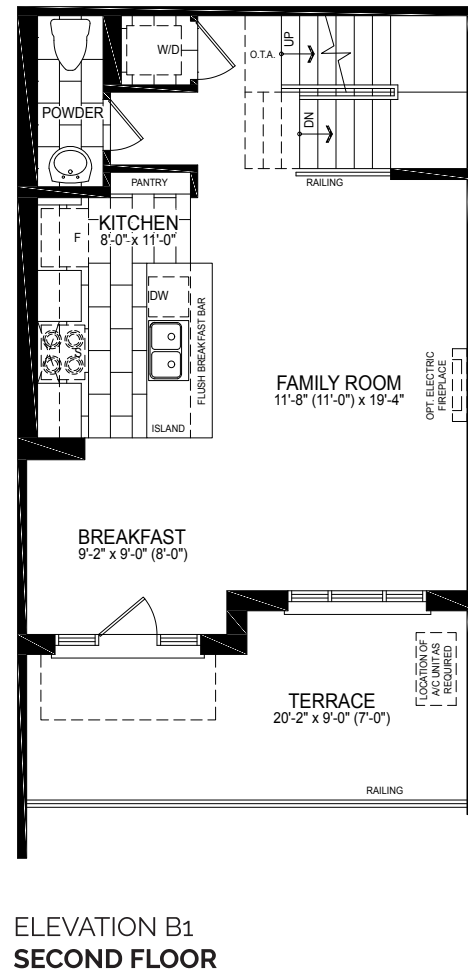 W/D
O.T.A.
UP
DN
POWDER
PANTRY
RAILING
KITCHEN
8'-0" x 11'-0"
F
DW
S
FLUSH BREAKFAST BAR
ISLAND
FAMILY ROOM
11'-8" (11'-0") x 19'-4"
OPT. ELECTRIC
FIREPLACE
BREAKFAST
9'-2" x 9'-0" (8'-0")
LOCATION OF
A/C UNIT AS
REQUIRED
TERRACE
20'-2" x 9'-0" (7'-0")
RAILING
ELEVATION B1
SECOND FLOOR